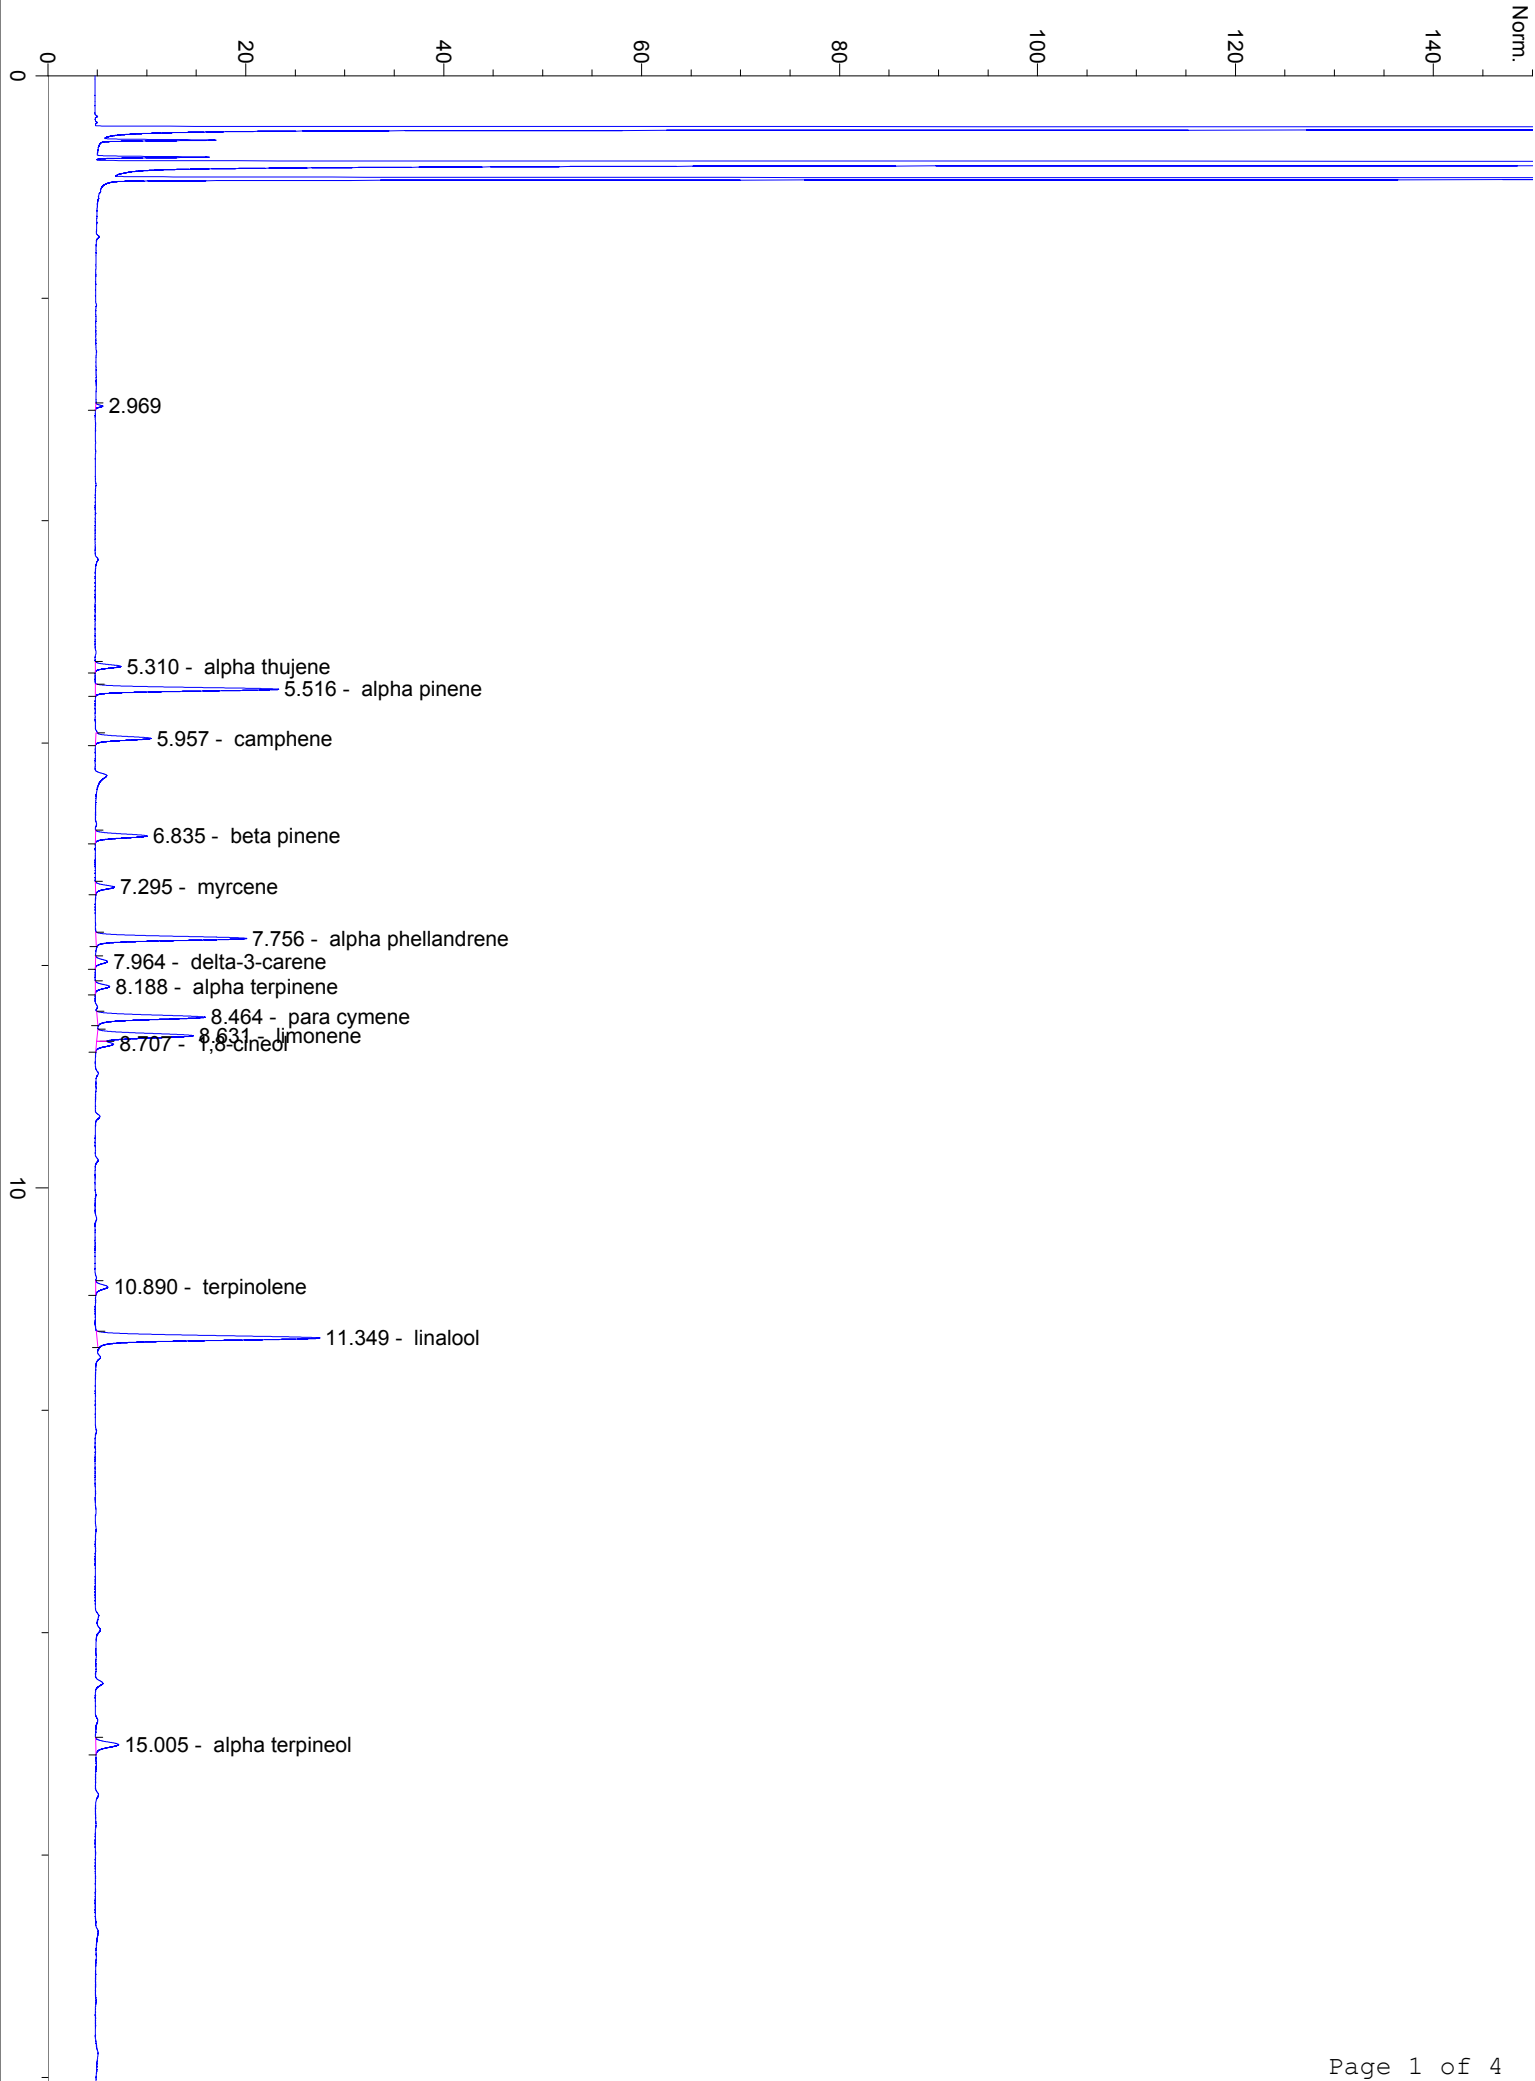 Norm.
0
20
40
60
80
100
120
140
0
2.969
5.310 - alpha thujene
5.516 - alpha pinene
5.957 - camphene
6.835 - beta pinene
7.295 - myrcene
7.756 - alpha phellandrene
7.964 - delta-3-carene
8.188 - alpha terpinene
8.464 - para cymene
8.631 - limonene
8.707 - 1,8-cineol
10
10.890 - terpinolene
11.349 - linalool
15.005 - alpha terpineol
Page 1 of 4